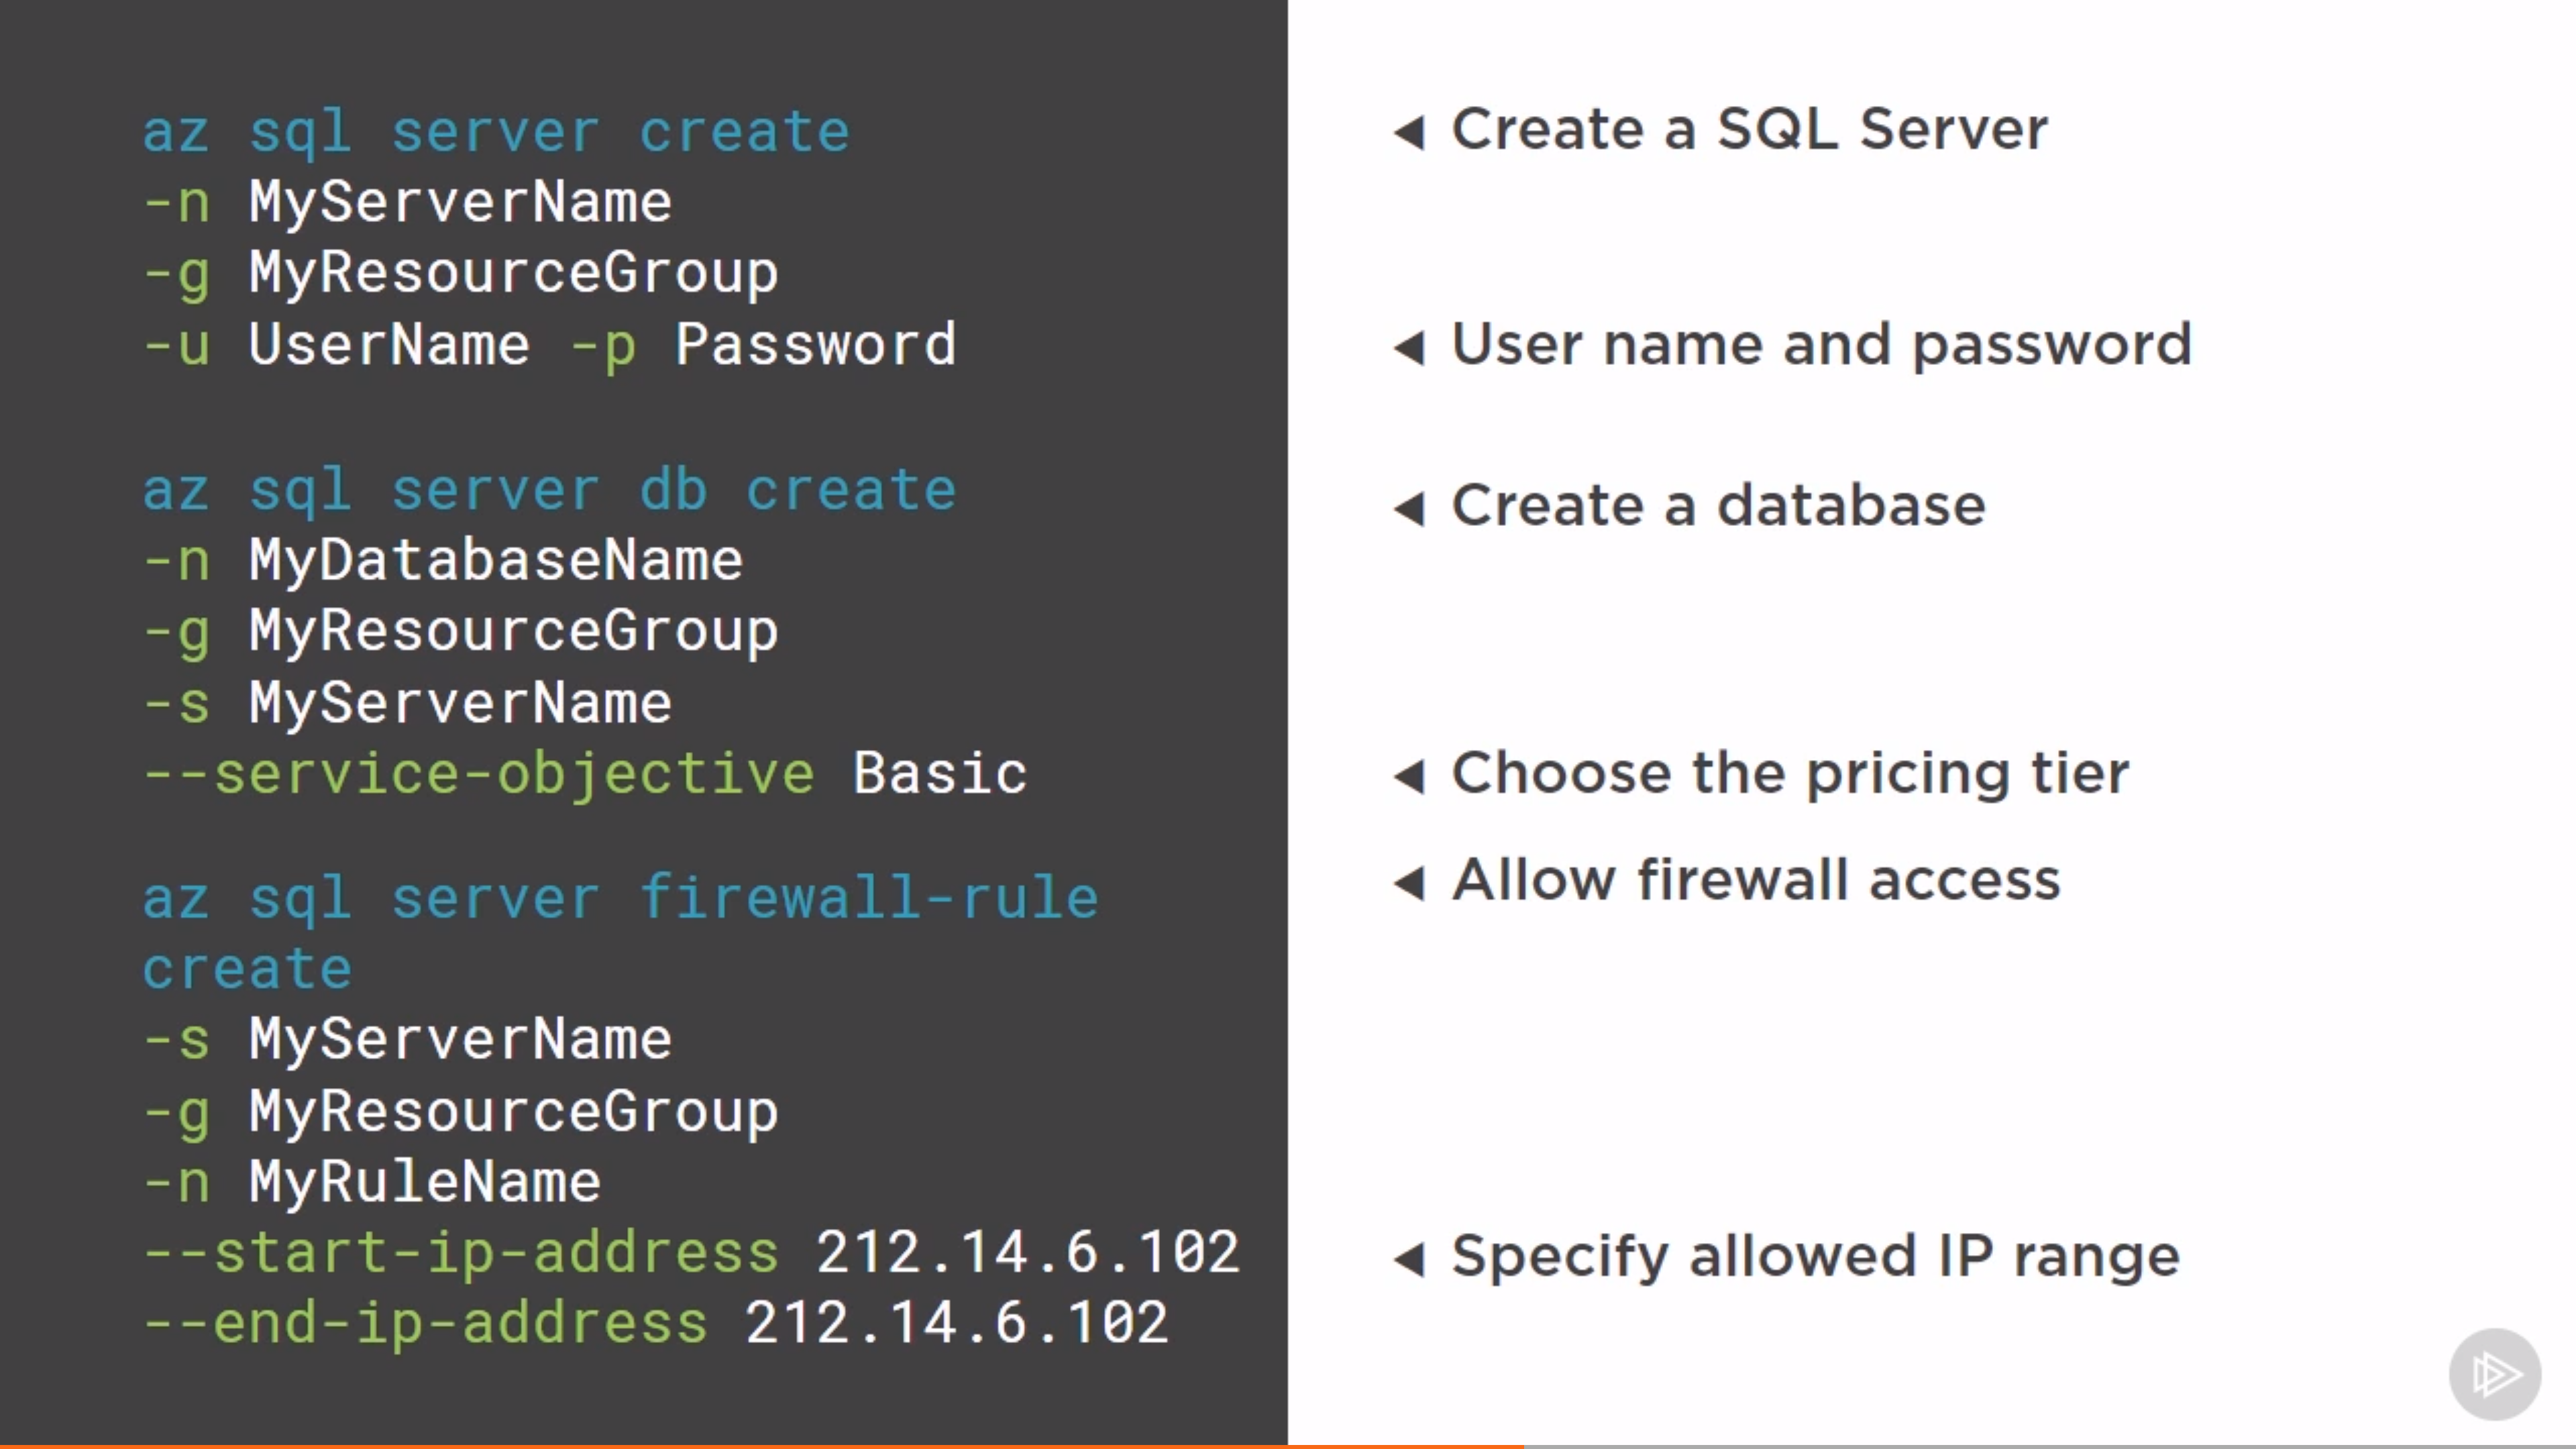 az sql server create
-n MyServerName
-g MyResourceGroup
-u UserName -p Password
az sql server db create
-n MyDatabaseName
-g MyResourceGroup
-s MyServerName
--service-objective Basic
az sql server firewall-rule
create
-s MyServerName
-g MyResourceGroup
-n MyRuleName
--start-ip-address 212.14.6.102
--end-ip-address 212.14.6.102
Create a SQL Server
User name and password
Create a database
Choose the pricing tier
Allow firewall access
Specify allowed IP range